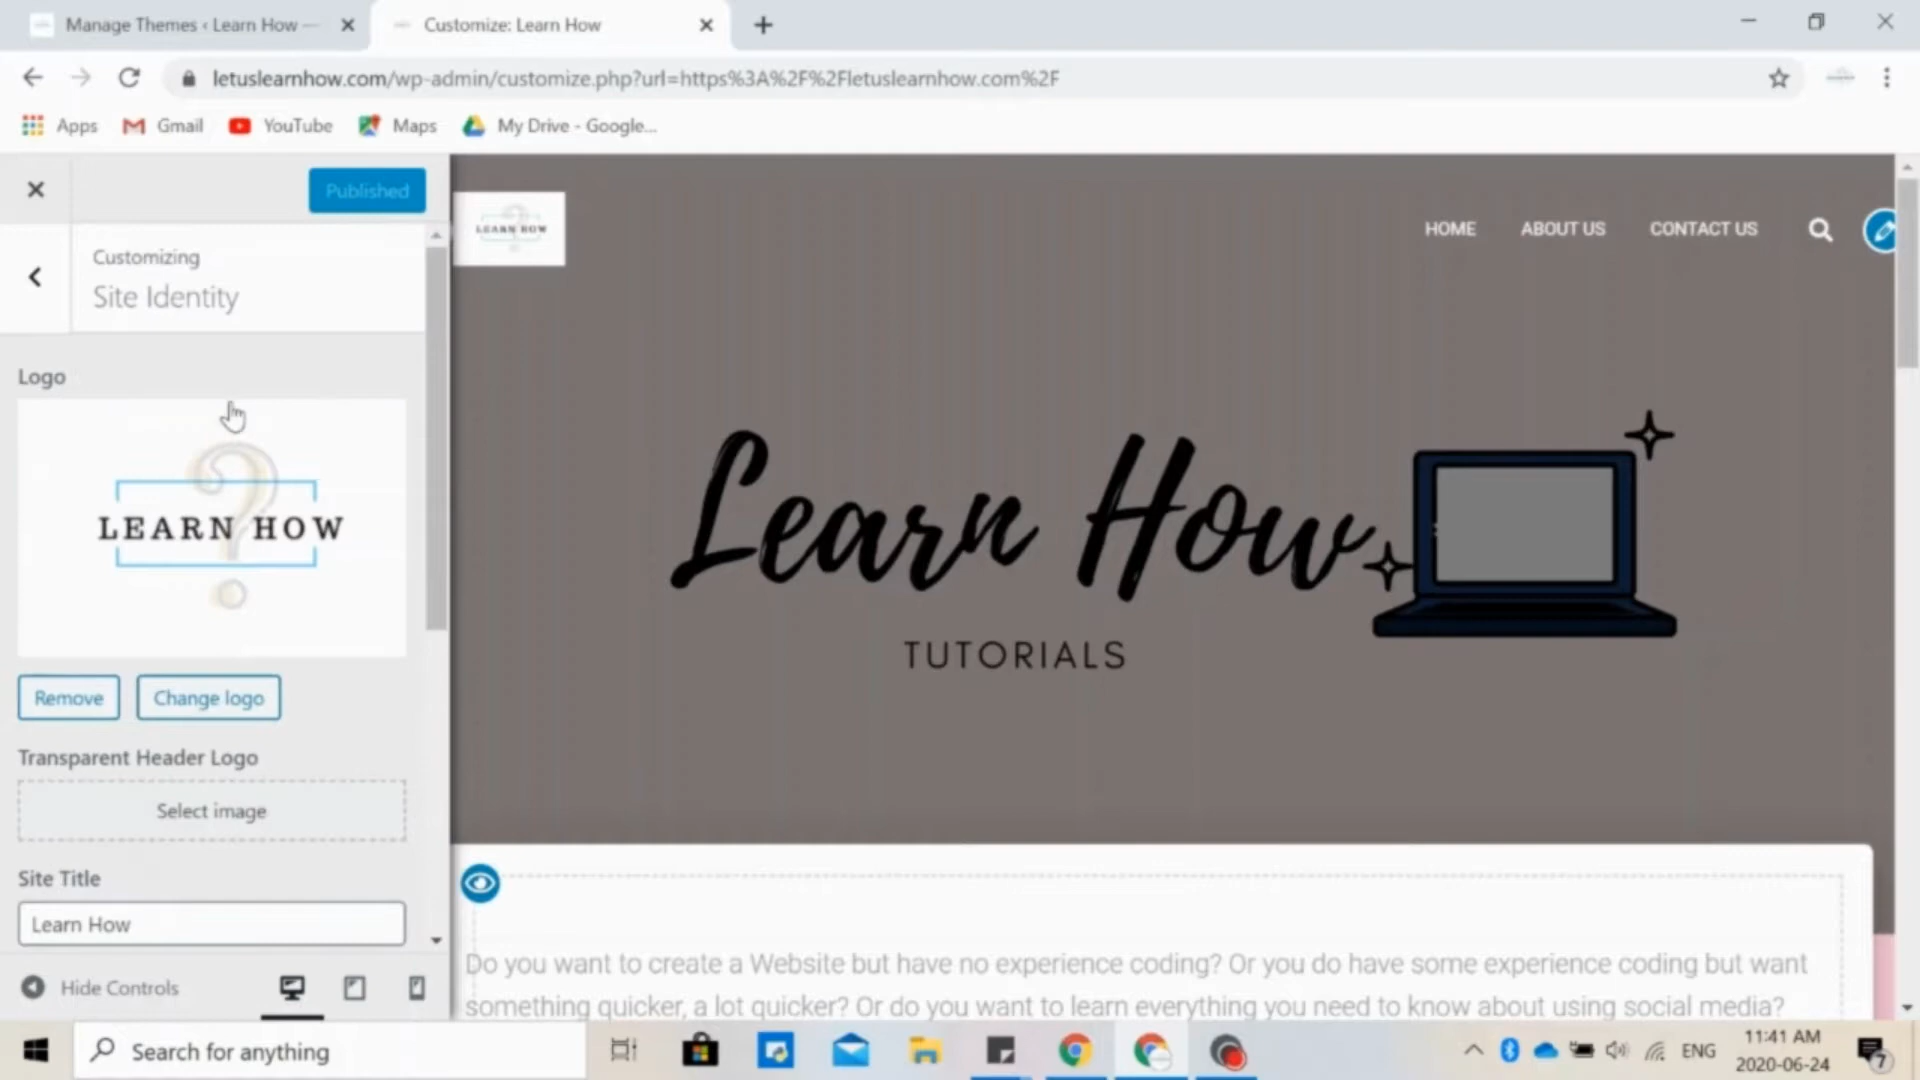 Manage Themes ‹ Learn How —
Customize: Learn How
letuslearnhow.com/wp-admin/customize.php?url=https%3A%2F%2Fletuslearnhow.com%2F
Apps
Gmail
YouTube
Maps
My Drive - Google...
Published
Customizing
Site Identity
LEARN HOW
HOME
ABOUT US
CONTACT US
Logo
LEARN HOW
Learn How
TUTORIALS
Remove
Change logo
Transparent Header Logo
Select image
Site Title
Learn How
Do you want to create a Website but have no experience coding? Or you do have some experience coding but want
something quicker, a lot quicker? Or do you want to learn everything you need to know about using social media?
Hide Controls
Search for anything
ENG
11:41 AM
2020-06-24
7